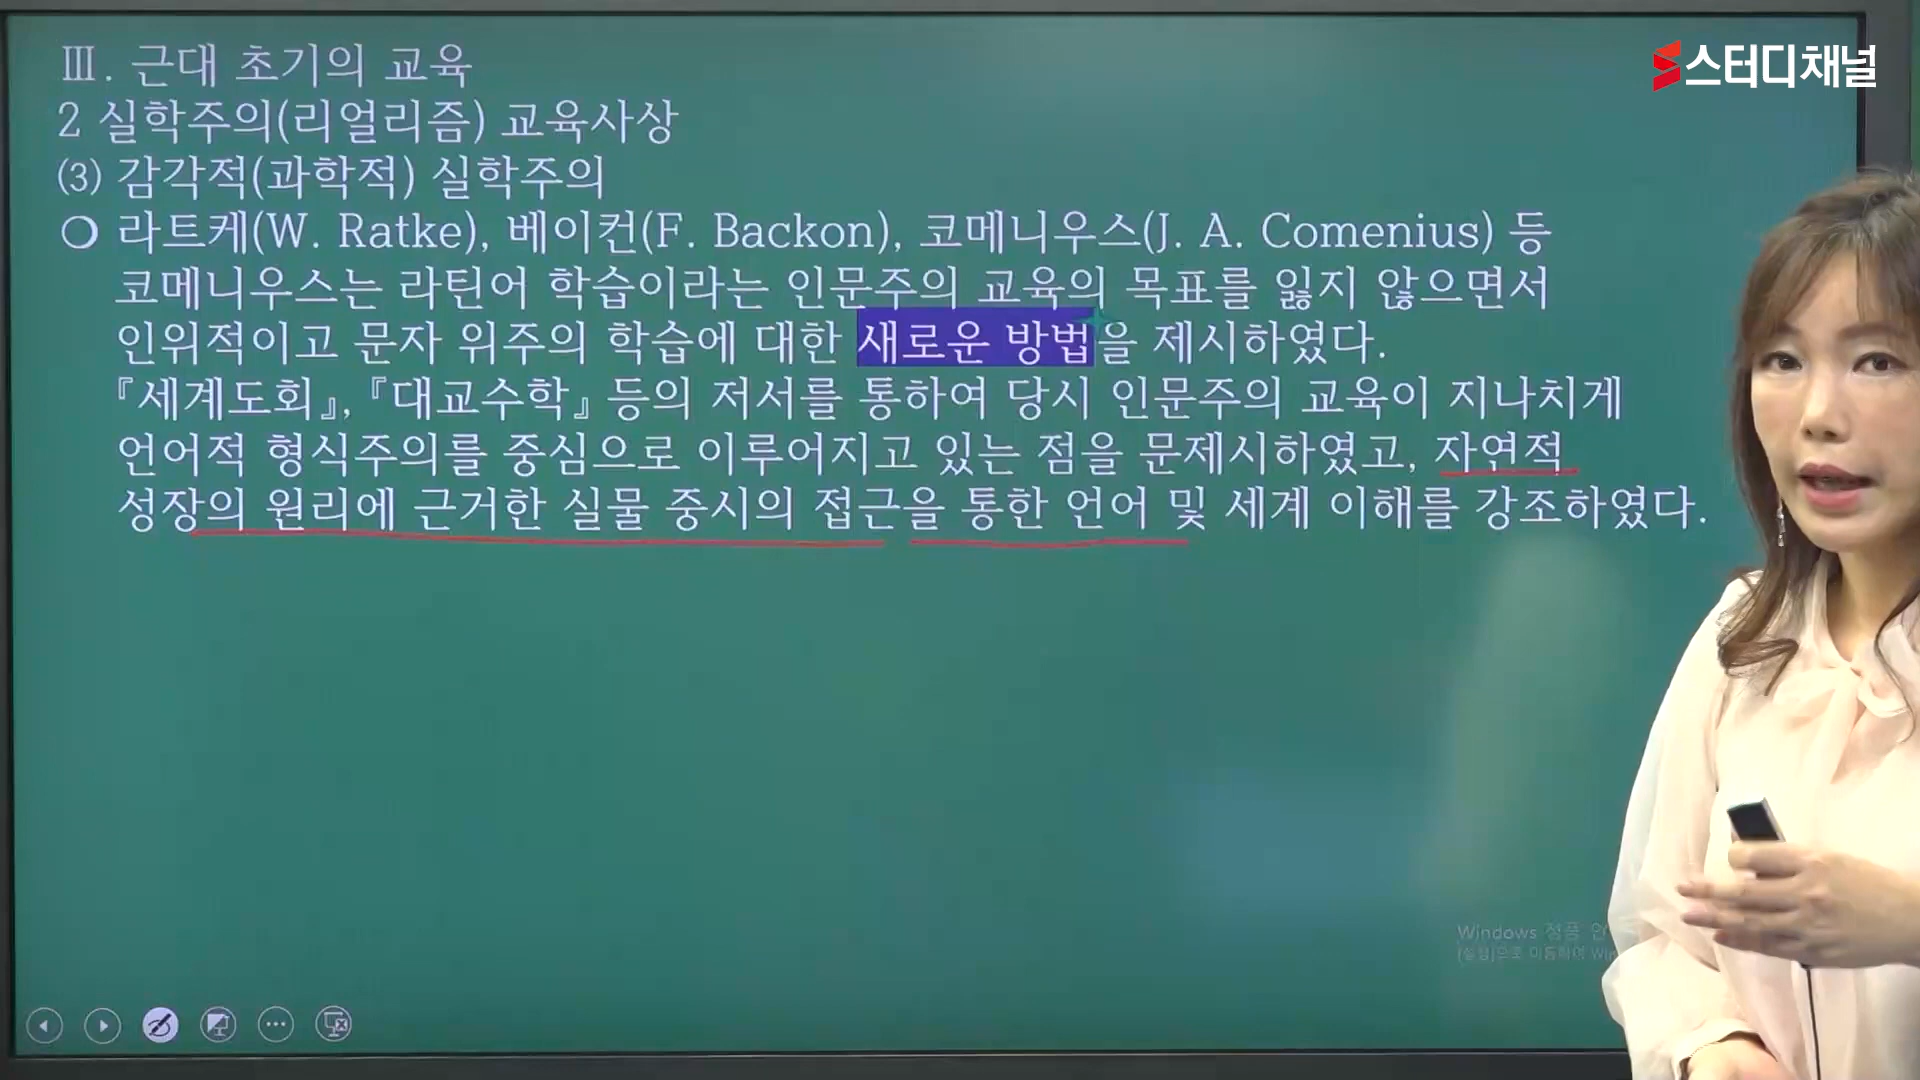 스터디채널
Ⅲ. 근대 초기의 교육
2 실학주의(리얼리즘) 교육사상
(3) 감각적(과학적) 실학주의
○ 라트케(W. Ratke), 베이컨(F. Backon), 코메니우스(J. A. Comenius) 등
코메니우스는 라틴어 학습이라는 인문주의 교육의 목표를 잃지 않으면서
인위적이고 문자 위주의 학습에 대한 새로운 방법을 제시하였다.
『세계도회』, 『대교수학』 등의 저서를 통하여 당시 인문주의 교육이 지나치게
언어적 형식주의를 중심으로 이루어지고 있는 점을 문제시하였고, 자연적
성장의 원리에 근거한 실물 중시의 접근을 통한 언어 및 세계 이해를 강조하였다.
Windows 정품